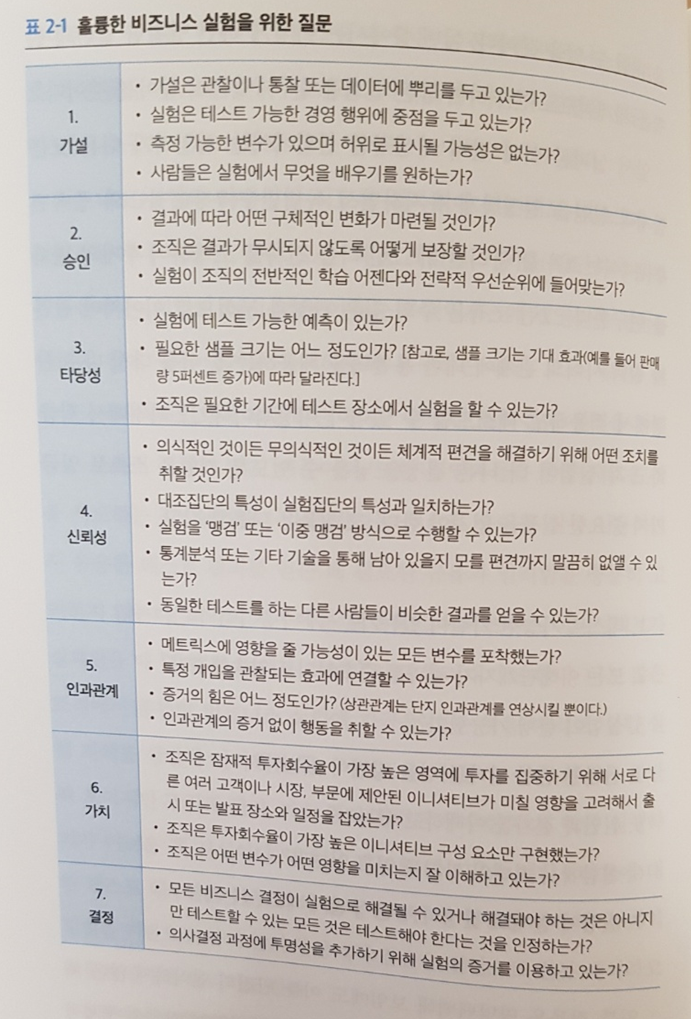 표 2-1 훌륭한 비즈니스 실험을 위한 질문
1.
가설
• 가설은 관찰이나 통찰 또는 데이터에 뿌리를 두고 있는가?
• 실험은 테스트 가능한 경영 행위에 중점을 두고 있는가?
• 측정 가능한 변수가 있으며 허위로 표시될 가능성은 없는가?
• 사람들은 실험에서 무엇을 배우기를 원하는가?
2.
승인
• 결과에 따라 어떤 구체적인 변화가 마련될 것인가?
• 조직은 결과가 무시되지 않도록 어떻게 보장할 것인가?
• 실험이 조직의 전반적인 학습 어젠다와 전략적 우선순위에 들어맞는가?
3.
타당성
• 실험에 테스트 가능한 예측이 있는가?
• 필요한 샘플 크기는 어느 정도인가? [참고로, 샘플 크기는 기대 효과(예를 들어 판매
량 5퍼센트 증가)에 따라 달라진다.]
• 조직은 필요한 기간에 테스트 장소에서 실험을 할 수 있는가?
4.
신뢰성
• 의식적인 것이든 무의식적인 것이든 체계적 편견을 해결하기 위해 어떤 조치를
취할 것인가?
• 대조집단의 특성이 실험집단의 특성과 일치하는가?
• 실험을 ‘맹검’ 또는 ‘이중 맹검’ 방식으로 수행할 수 있는가?
• 통계분석 또는 기타 기술을 통해 남아 있을지 모를 편견까지 말끔히 없앨 수 있
는가?
• 동일한 테스트를 하는 다른 사람들이 비슷한 결과를 얻을 수 있는가?
5.
인과관계
• 메트릭스에 영향을 줄 가능성이 있는 모든 변수를 포착했는가?
• 특정 개입을 관찰되는 효과에 연결할 수 있는가?
• 증거의 힘은 어느 정도인가? (상관관계는 단지 인과관계를 연상시킬 뿐이다.)
• 인과관계의 증거 없이 행동을 취할 수 있는가?
6.
가치
• 조직은 잠재적 투자회수율이 가장 높은 영역에 투자를 집중하기 위해 서로 다
른 여러 고객이나 시장, 부문에 제안된 이니셔티브가 미칠 영향을 고려해서 출
시 또는 발표 장소와 일정을 잡았는가?
• 조직은 투자회수율이 가장 높은 이니셔티브 구성 요소만 구현했는가?
• 조직은 어떤 변수가 어떤 영향을 미치는지 잘 이해하고 있는가?
7.
결정
• 모든 비즈니스 결정이 실험으로 해결될 수 있거나 해결돼야 하는 것은 아니지
만 테스트할 수 있는 모든 것은 테스트해야 한다는 것을 인정하는가?
• 의사결정 과정에 투명성을 추가하기 위해 실험의 증거를 이용하고 있는가?